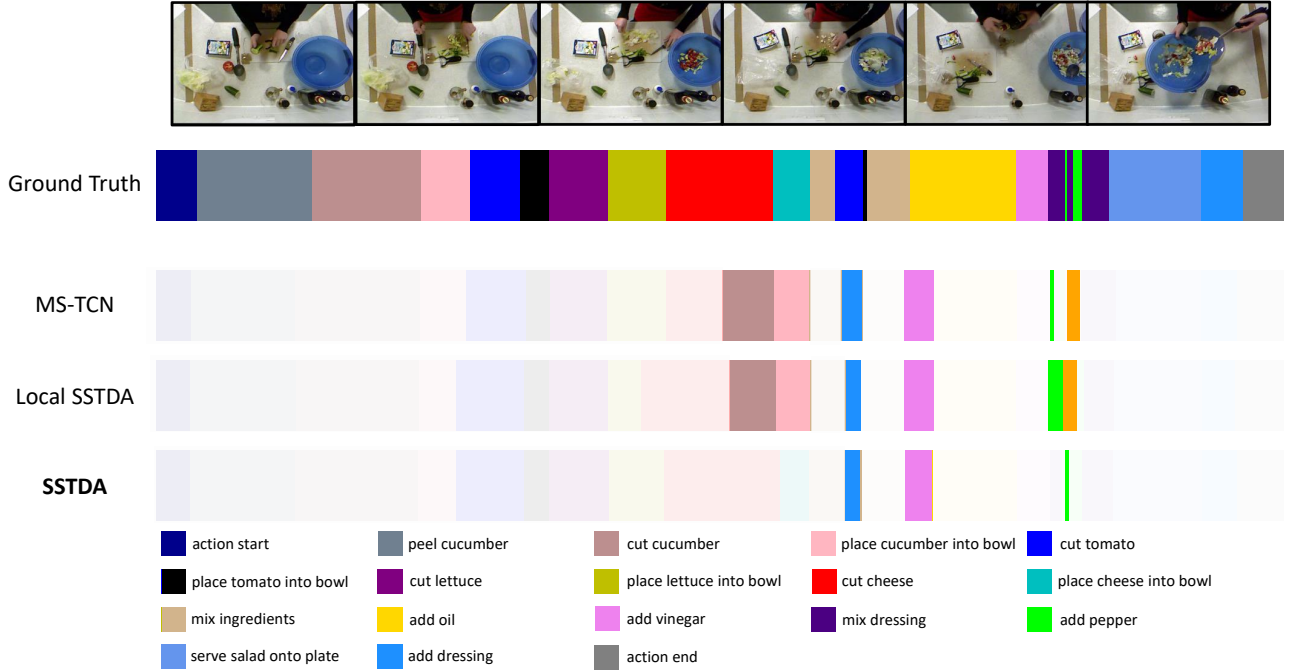 Ground Truth
MS-TCN
Local SSTDA
SSTDA
action start peel cucumber cut cucumber place cucumber into bowl cut tomato
place tomato into bowl cut lettuce place lettuce into bowl cut cheese place cheese into bowl
mix ingredients add oil add vinegar mix dressing add pepper
serve salad onto plate add dressing action end